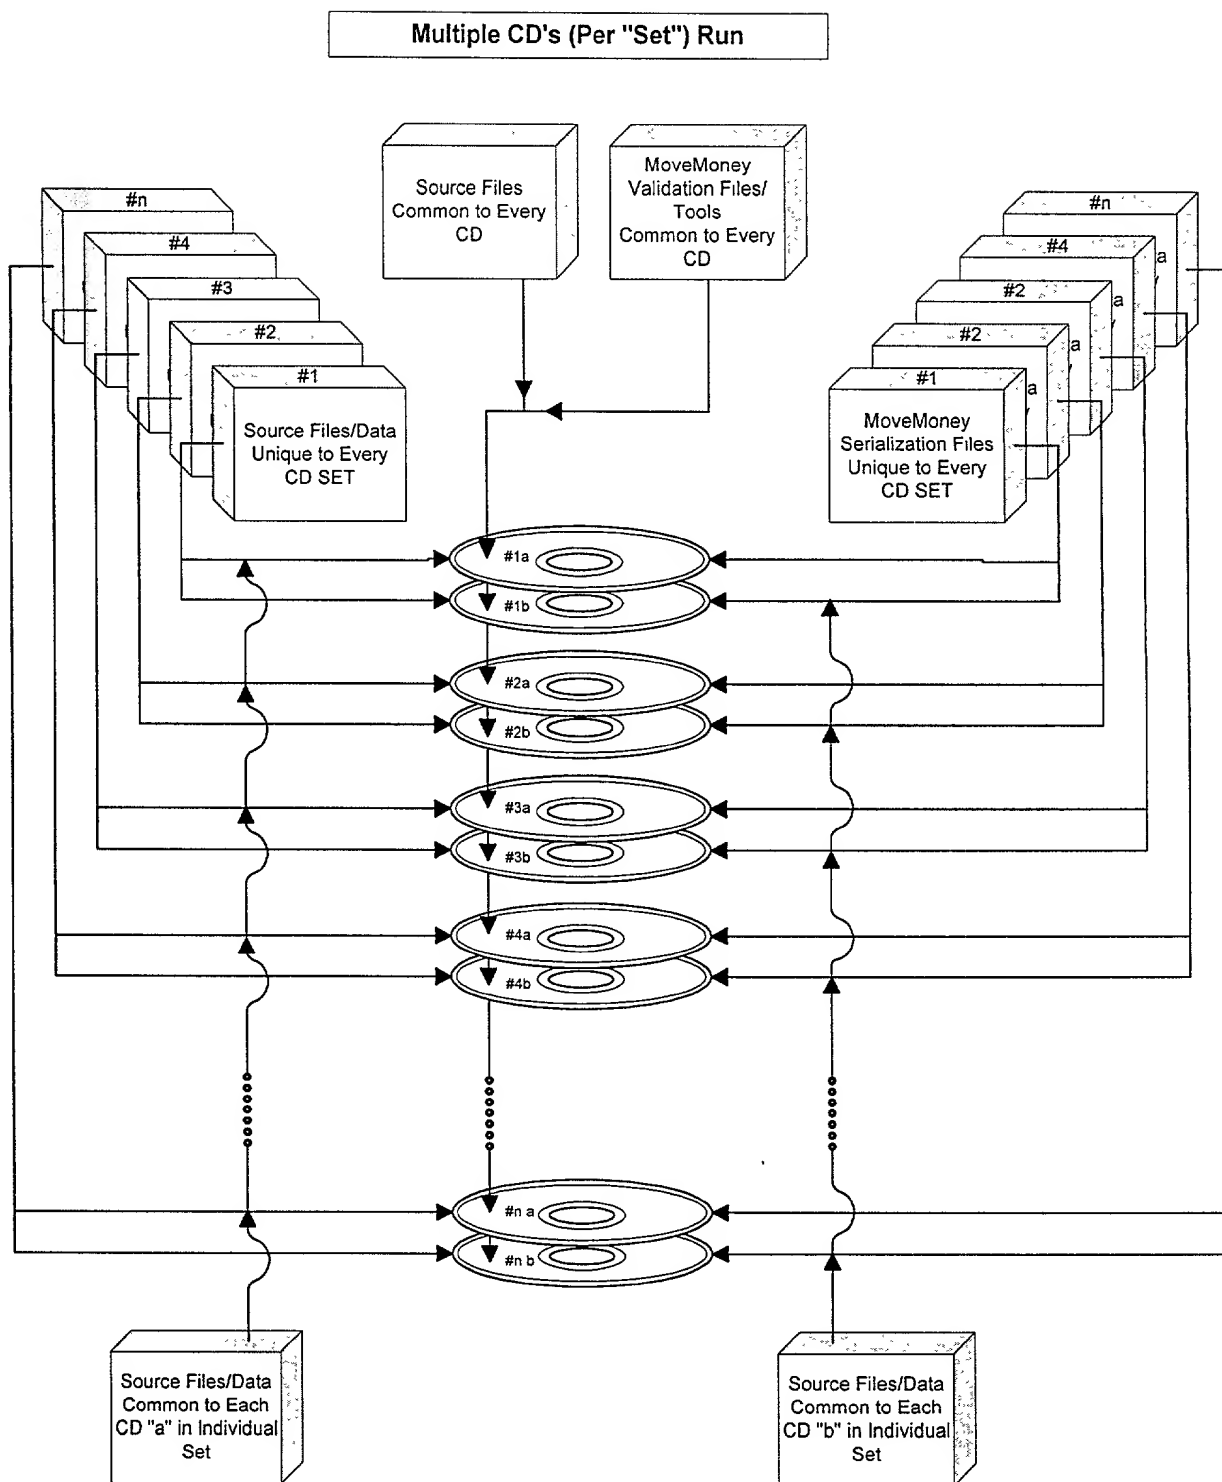 Multiple CD's (Per "Set") Run
Source Files
Common to Every
CD
MoveMoney
Validation Files/
Tools
Common to Every
CD
#n
#4
#3
#2
#1
Source Files/Data
Unique to Every
CD SET
#n
#4
a
#2
a
#2
a
#1
a
MoveMoney
Serialization Files
Unique to Every
CD SET
#1a
#1b
#2a
#2b
#3a
#3b
#4a
#4b
#n a
#n b
Source Files/Data
Common to Each
CD "a" in Individual
Set
Source Files/Data
Common to Each
CD "b" in Individual
Set